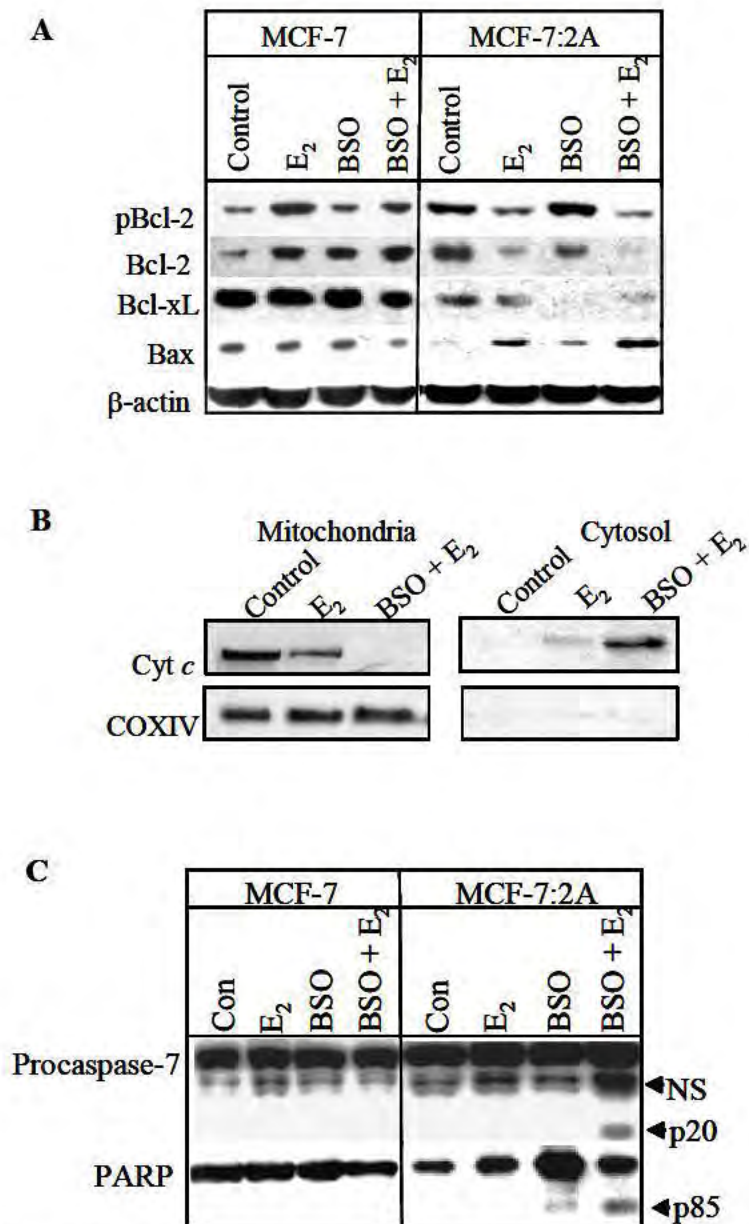 A
MCF-7 MCF-7:2A
Control E₂ BSO BSO + E₂ Control E₂ BSO BSO + E₂
pBcl-2
Bcl-2
Bcl-xL
Bax
β-actin
B
Mitochondria Cytosol
Control E₂ BSO + E₂ Control E₂ BSO + E₂
Cyt c
COXIV
C
MCF-7 MCF-7:2A
Con E₂ BSO BSO + E₂ Con E₂ BSO BSO + E₂
Procaspase-7
NS
p20
PARP
p85